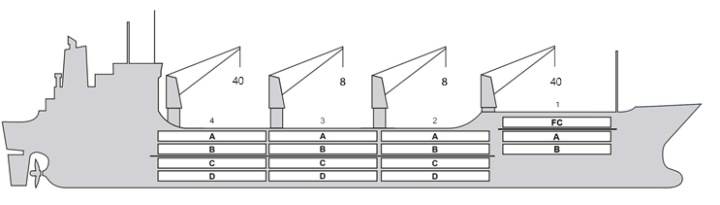 40 8 8 40
4 3 2 1
FC
A A A A
B B B B
C C C
D D D